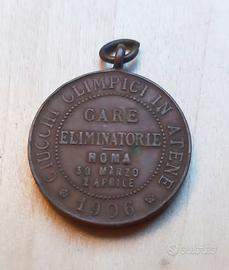 GIUOCHI OLIMPICI IN ATENE
GARE
ELIMINATORIE
ROMA
30 MARZO
2 APRILE
1906